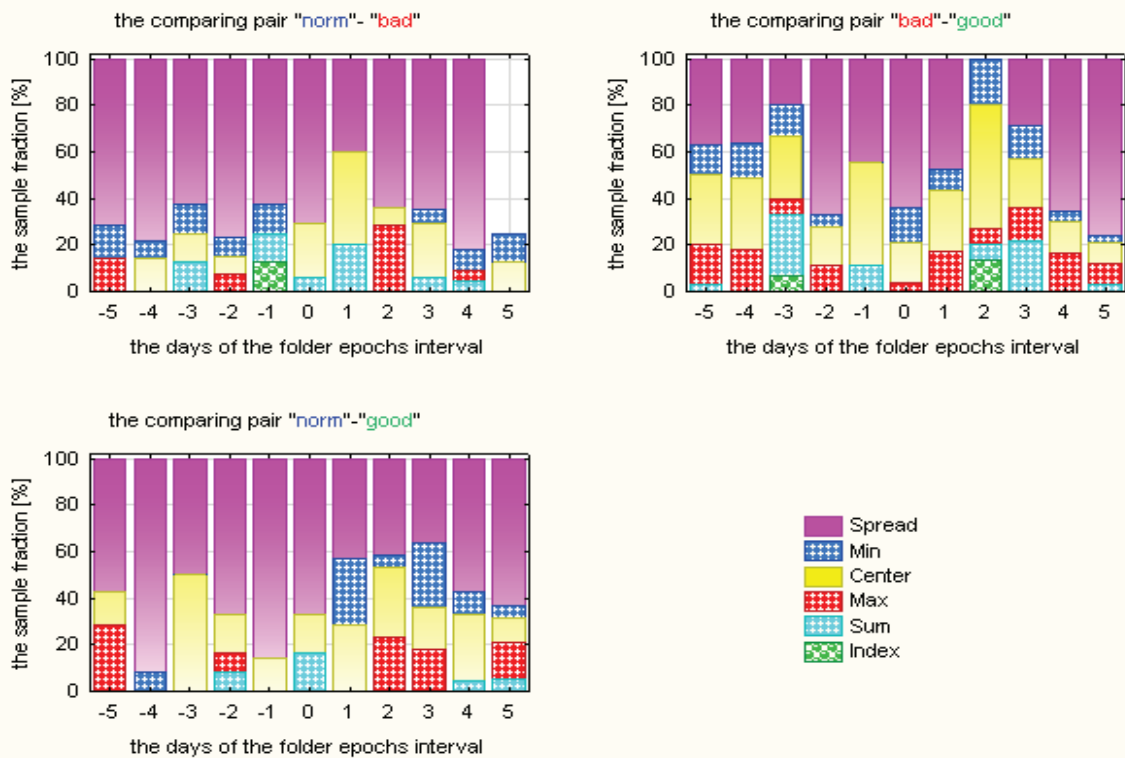 the comparing pair "norm"- "bad"
the sample fraction [%]
100
80
60
40
20
0
-5 -4 -3 -2 -1 0 1 2 3 4 5
the days of the folder epochs interval
the comparing pair "bad"-"good"
the sample fraction [%]
100
80
60
40
20
0
-5 -4 -3 -2 -1 0 1 2 3 4 5
the days of the folder epochs interval
the comparing pair "norm"-"good"
the sample fraction [%]
100
80
60
40
20
0
-5 -4 -3 -2 -1 0 1 2 3 4 5
the days of the folder epochs interval
Spread
Min
Center
Max
Sum
Index